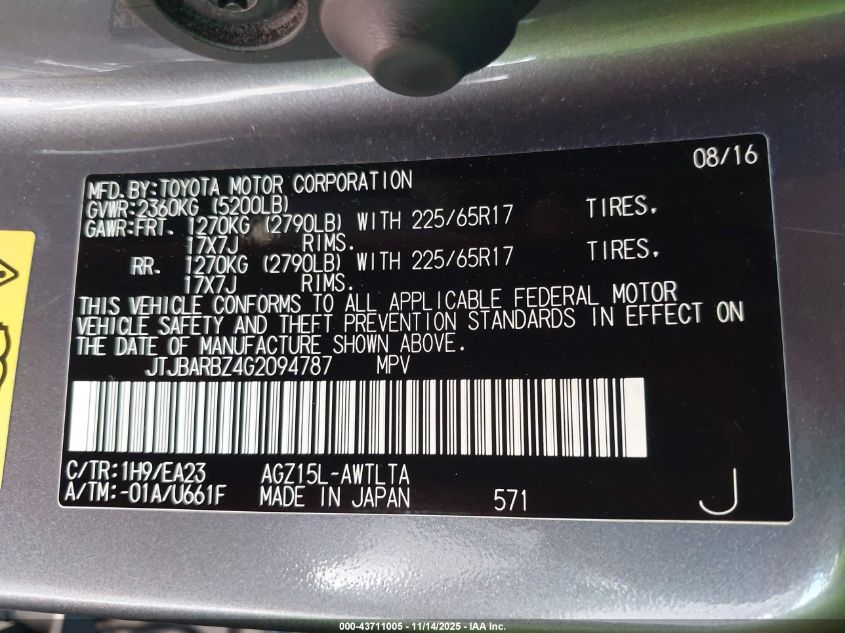 08/16
MFD.BY:TOYOTA MOTOR CORPORATION
GVWR:2360KG (5200LB)
GAWR:FRT. 1270KG (2790LB) WITH 225/65R17 TIRES,
17X7J RIMS.
RR. 1270KG (2790LB) WITH 225/65R17 TIRES,
17X7J RIMS.
THIS VEHICLE CONFORMS TO ALL APPLICABLE FEDERAL MOTOR
VEHICLE SAFETY AND THEFT PREVENTION STANDARDS IN EFFECT ON
THE DATE OF MANUFACTURE SHOWN ABOVE.
JTJBARBZ4G2094787 MPV
C/TR:1H9/EA23 AGZ15L-AWTLTA
A/TM:-01A/U661F MADE IN JAPAN 571 J
000-43711005 - 11/14/2025 - IAA Inc.